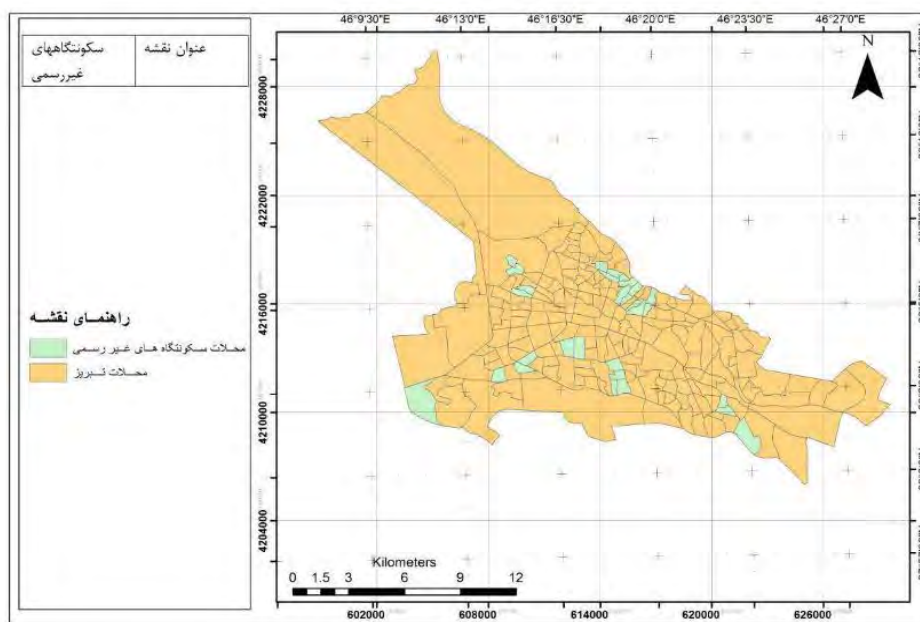 عنوان نقشه
سکونتگاههای
غیررسمی
راهنمای نقشه
محلات سکونتگاه های غیر رسمی
محلات تبریز
46°9'30"E 46°13'0"E 46°16'30"E 46°20'0"E 46°23'30"E 46°27'0"E
N
4228000
4222000
4216000
4210000
4204000
Kilometers
0 1.5 3 6 9 12
602000 608000 614000 620000 626000